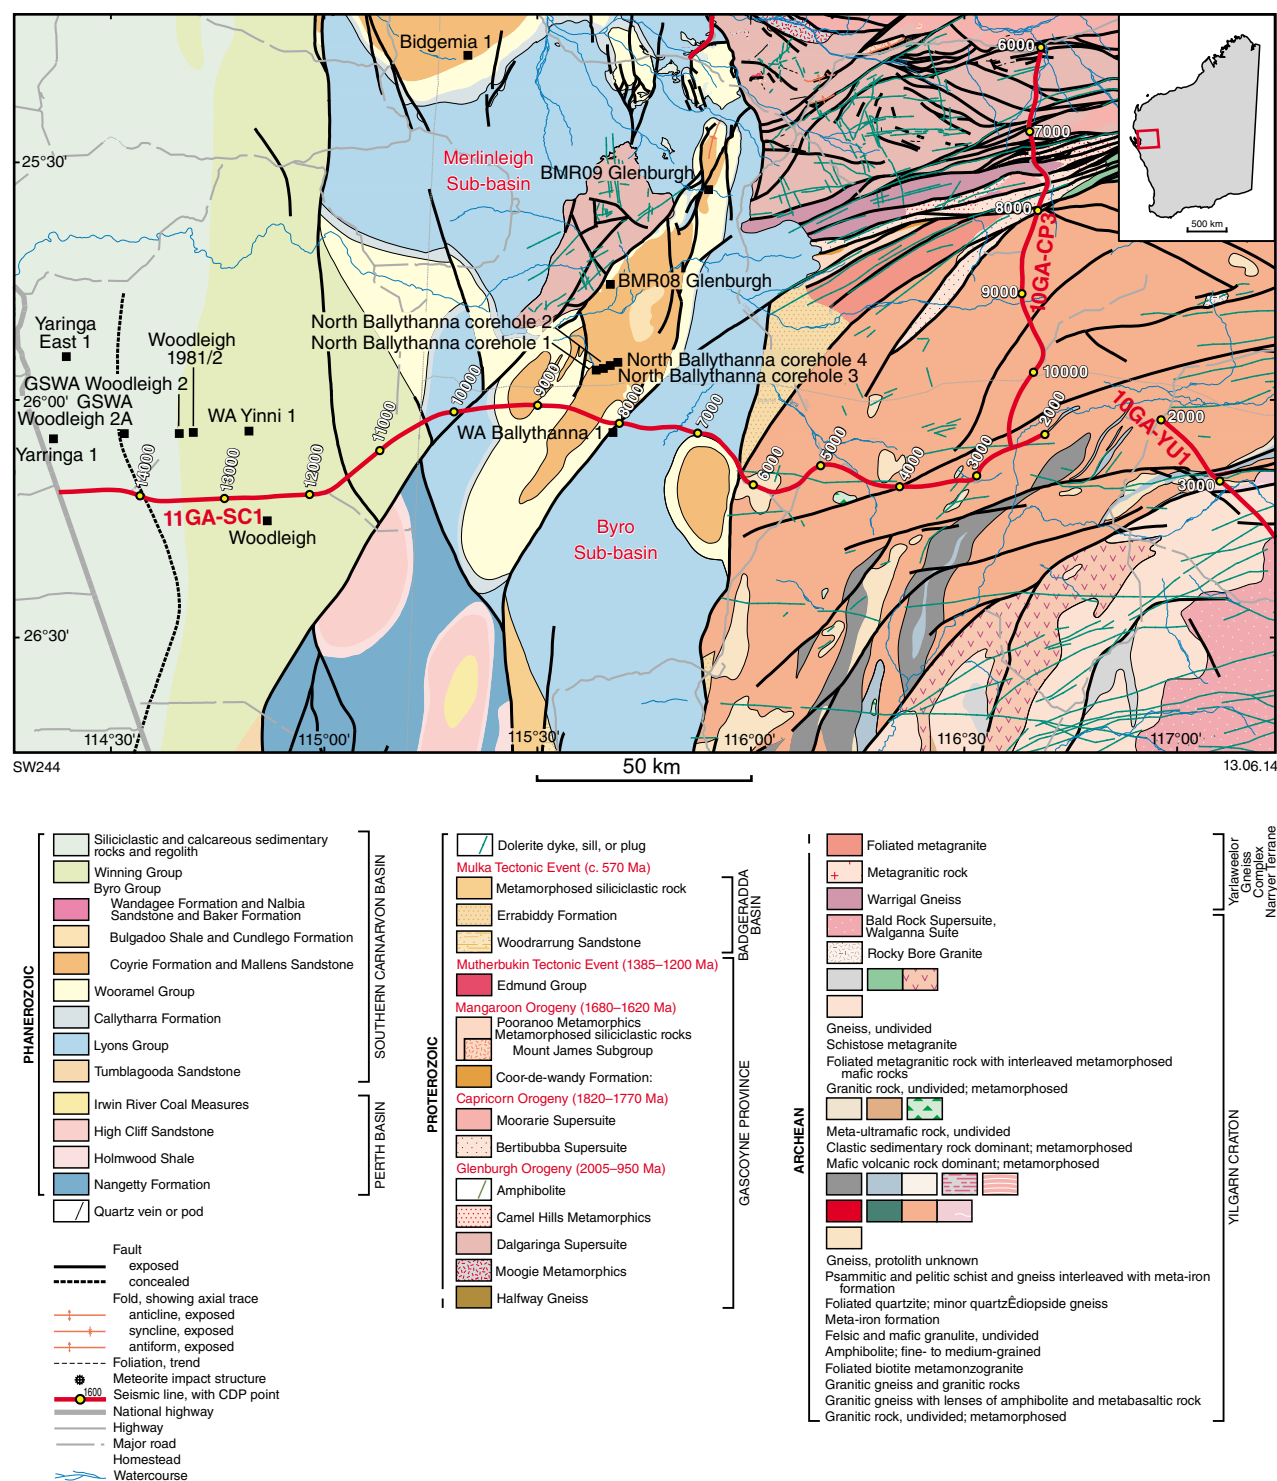 Bidgemia 1
6000
7000
25°30'
Merlinleigh
Sub-basin
BMR09 Glenburgh
8000
500 km
10GA-CP3
BMR08 Glenburgh
9000
North Ballythanna corehole 2
North Ballythanna corehole 1
Yaringa
East 1
Woodleigh
1981/2
North Ballythanna corehole 4
North Ballythanna corehole 3
10000
GSWA Woodleigh 2
26°00'
GSWA
Woodleigh 2A
WA Yinni 1
11000
10000
9000
8000
7000
WA Ballythanna 1
2000
10GA-YU1
2000
Yarringa 1
14000
13000
12000
6000
5000
4000
3000
3000
11GA-SC1
Woodleigh
Byro
Sub-basin
26°30'
114°30'
115°00'
115°30'
116°00'
116°30'
117°00'
SW244
50 km
13.06.14
PHANEROZOIC
Siliciclastic and calcareous sedimentary
rocks and regolith
Winning Group
Byro Group
Wandagee Formation and Nalbia
Sandstone and Baker Formation
Bulgadoo Shale and Cundlego Formation
Coyrie Formation and Mallens Sandstone
Wooramel Group
Callytharra Formation
Lyons Group
Tumblagooda Sandstone
SOUTHERN CARNARVON BASIN
Irwin River Coal Measures
High Cliff Sandstone
Holmwood Shale
Nangetty Formation
PERTH BASIN
Quartz vein or pod
Fault
exposed
concealed
Fold, showing axial trace
anticline, exposed
syncline, exposed
antiform, exposed
Foliation, trend
Meteorite impact structure
1600
Seismic line, with CDP point
National highway
Highway
Major road
Homestead
Watercourse
PROTEROZOIC
Dolerite dyke, sill, or plug
Mulka Tectonic Event (c. 570 Ma)
Metamorphosed siliciclastic rock
Errabiddy Formation
Woodrarrung Sandstone
BADGERADDA
BASIN
Mutherbukin Tectonic Event (1385–1200 Ma)
Edmund Group
Mangaroon Orogeny (1680–1620 Ma)
Pooranoo Metamorphics
Metamorphosed siliciclastic rocks
Mount James Subgroup
Coor-de-wandy Formation:
Capricorn Orogeny (1820–1770 Ma)
Moorarie Supersuite
Bertibubba Supersuite
Glenburgh Orogeny (2005–950 Ma)
Amphibolite
Camel Hills Metamorphics
Dalgaringa Supersuite
Moogie Metamorphics
Halfway Gneiss
GASCOYNE PROVINCE
ARCHEAN
Foliated metagranite
Metagranitic rock
Warrigal Gneiss
Yarlaweelor
Gneiss
Complex
Narryer Terrane
Bald Rock Supersuite,
Walganna Suite
Rocky Bore Granite
Gneiss, undivided
Schistose metagranite
Foliated metagranitic rock with interleaved metamorphosed
mafic rocks
Granitic rock, undivided; metamorphosed
Meta-ultramafic rock, undivided
Clastic sedimentary rock dominant; metamorphosed
Mafic volcanic rock dominant; metamorphosed
Gneiss, protolith unknown
Psammitic and pelitic schist and gneiss interleaved with meta-iron
formation
Foliated quartzite; minor quartzÊdiopside gneiss
Meta-iron formation
Felsic and mafic granulite, undivided
Amphibolite; fine- to medium-grained
Foliated biotite metamonzogranite
Granitic gneiss and granitic rocks
Granitic gneiss with lenses of amphibolite and metabasaltic rock
Granitic rock, undivided; metamorphosed
YILGARN CRATON